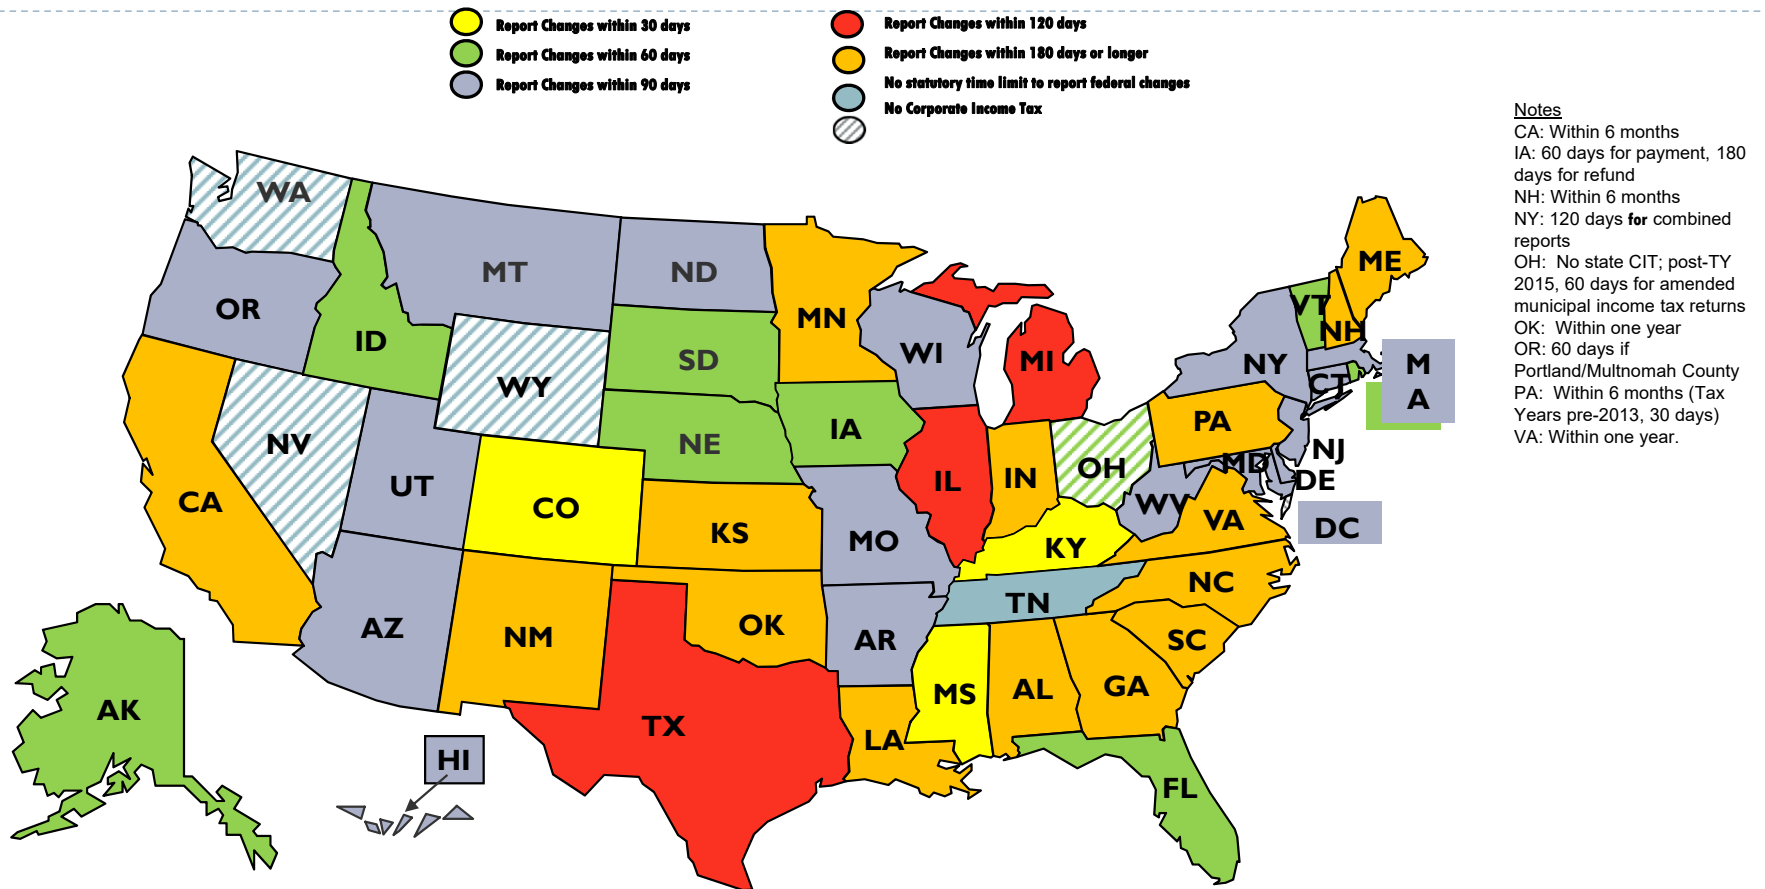 Report Changes within 30 days
Report Changes within 60 days
Report Changes within 90 days
Report Changes within 120 days
Report Changes within 180 days or longer
No statutory time limit to report federal changes
No Corporate Income Tax
Notes
CA: Within 6 months
IA: 60 days for payment, 180
days for refund
NH: Within 6 months
NY: 120 days for combined
reports
OH:  No state CIT; post-TY
2015, 60 days for amended
municipal income tax returns
OK:  Within one year
OR: 60 days if
Portland/Multnomah County
PA:  Within 6 months (Tax
Years pre-2013, 30 days)
VA: Within one year.
WA
MT
ND
OR
ID
WY
SD
MN
WI
MI
NY
VT
NH
ME
M
A
CT
NV
UT
CO
NE
IA
IL
IN
OH
PA
NJ
MD
DE
DC
CA
AZ
NM
KS
OK
TX
MO
AR
LA
KY
WV
VA
TN
NC
SC
MS
AL
GA
FL
AK
HI